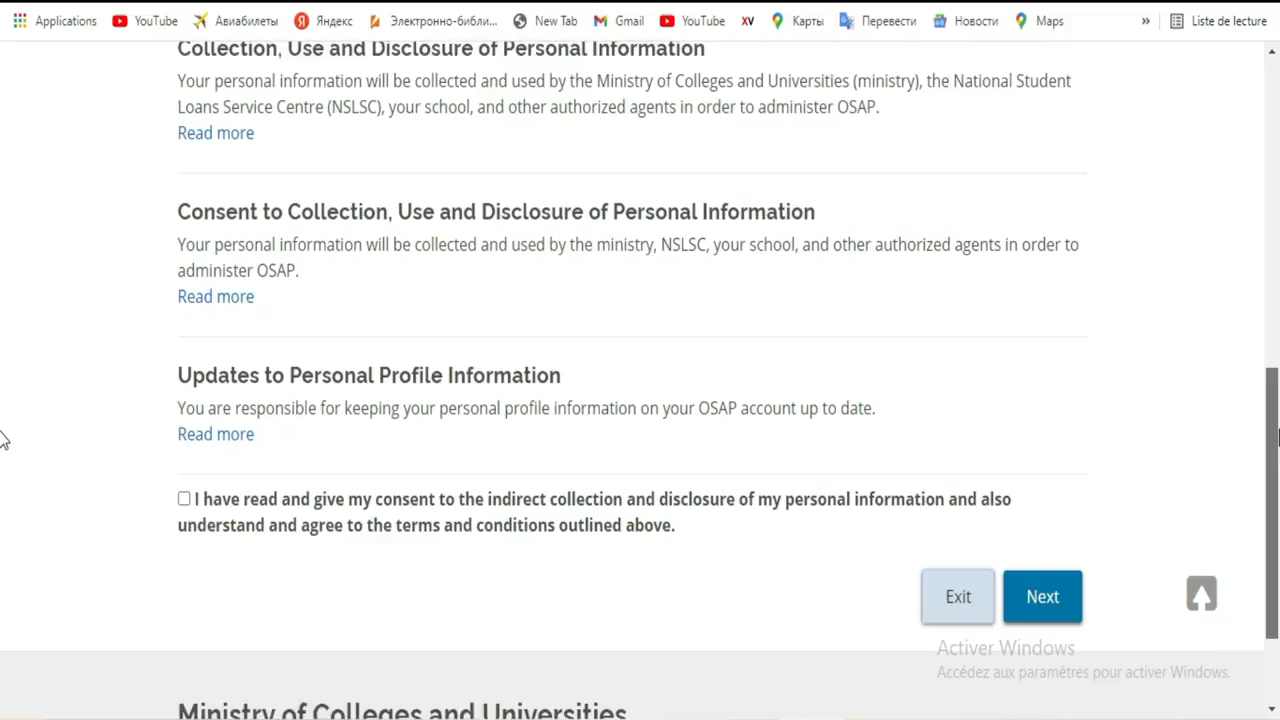 Applications YouTube Авиабилеты Яндекс Электронно-библи... New Tab Gmail YouTube XV Карты Перевести Новости Maps » Liste de lecture
Collection, Use and Disclosure of Personal Information
Your personal information will be collected and used by the Ministry of Colleges and Universities (ministry), the National Student
Loans Service Centre (NSLSC), your school, and other authorized agents in order to administer OSAP.
Read more
Consent to Collection, Use and Disclosure of Personal Information
Your personal information will be collected and used by the ministry, NSLSC, your school, and other authorized agents in order to
administer OSAP.
Read more
Updates to Personal Profile Information
You are responsible for keeping your personal profile information on your OSAP account up to date.
Read more
I have read and give my consent to the indirect collection and disclosure of my personal information and also
understand and agree to the terms and conditions outlined above.
Exit Next
Activer Windows
Accédez aux paramètres pour activer Windows.
Ministry of Colleges and Universities